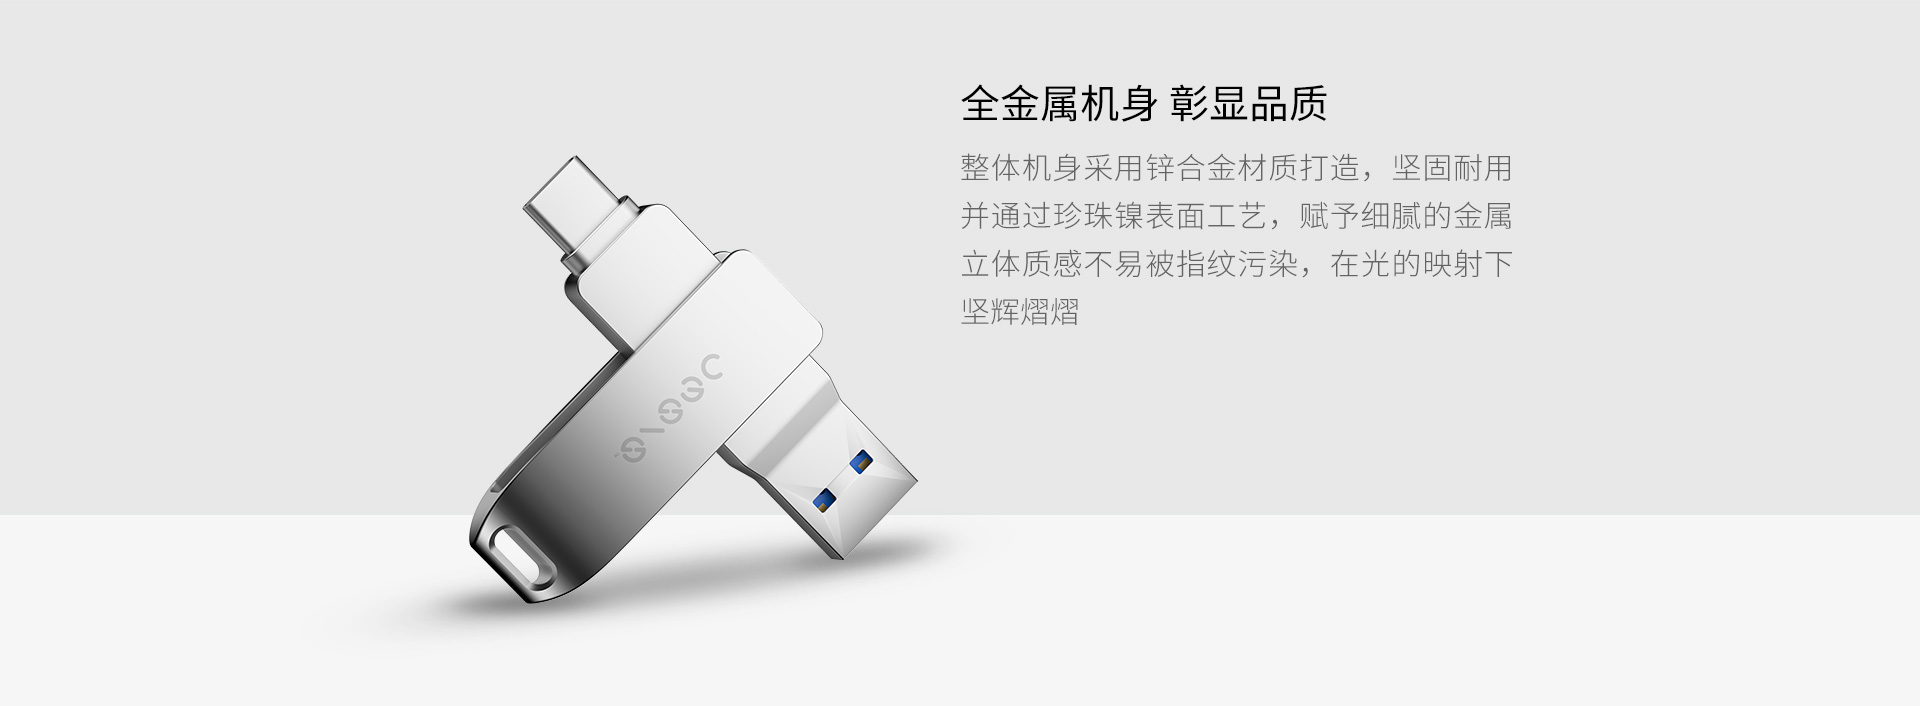 全金属机身 彰显品质
整体机身采用锌合金材质打造，坚固耐用
并通过珍珠镍表面工艺，赋予细腻的金属
立体质感不易被指纹污染，在光的映射下
坚辉熠熠